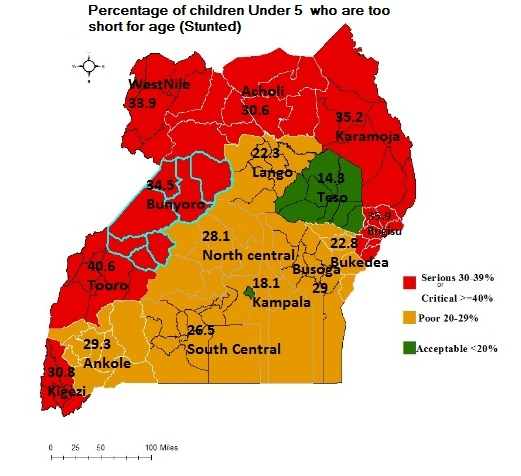 Percentage of children Under 5 who are too
short for age (Stunted)
N
WestNile
33.9
Acholi
30.6
35.2
Karamoja
22.3
Lango
14.3
Teso
34.5
Bunyoro
35.9
Bugisu
28.1
North central
22.8
Bukedea
Busoga
29
40.6
Tooro
18.1
Kampala
26.5
South Central
29.3
Ankole
30.8
Kigezi
Serious 30-39%
or
Critical >=40%
Poor 20-29%
Acceptable <20%
0 25 50 100 Miles